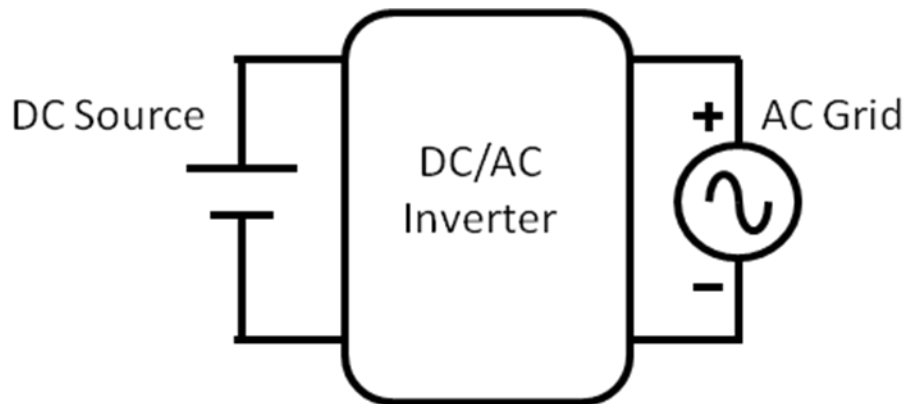 DC Source
DC/AC
Inverter
+
AC Grid
−